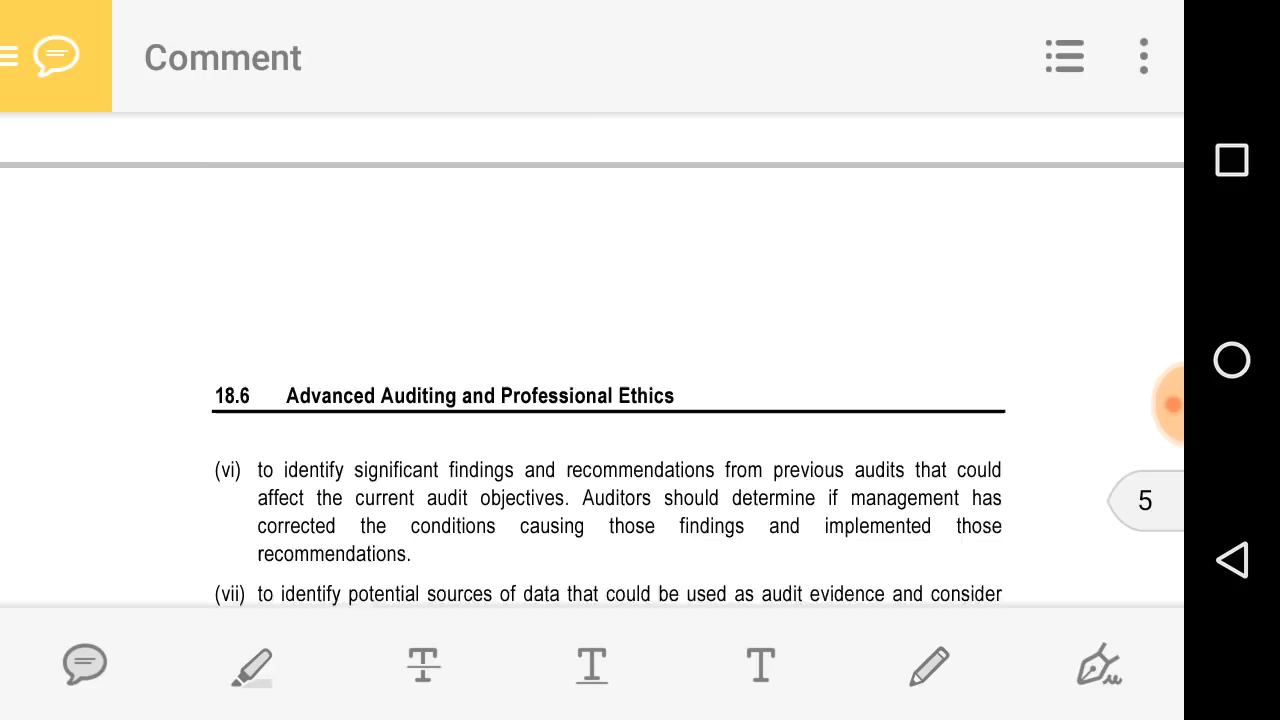 Comment
18.6 Advanced Auditing and Professional Ethics
(vi) to identify significant findings and recommendations from previous audits that could
affect the current audit objectives. Auditors should determine if management has
corrected the conditions causing those findings and implemented those
recommendations.
5
(vii) to identify potential sources of data that could be used as audit evidence and consider
T
T
T